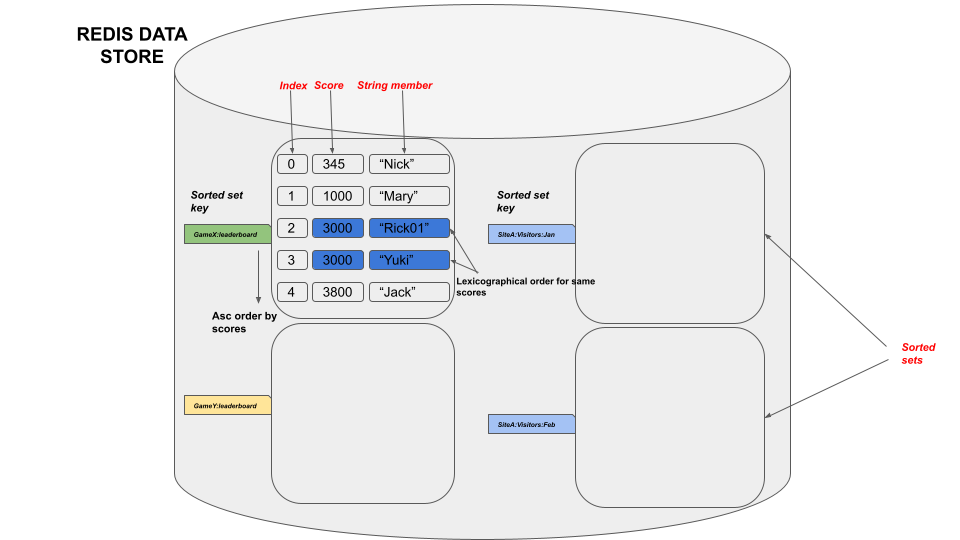 REDIS DATA
STORE
Index Score String member
0 345 “Nick”
1 1000 “Mary”
Sorted set
key
GameX:leaderboard
2 3000 “Rick01”
3 3000 “Yuki”
4 3800 “Jack”
Lexicographical order for same
scores
Asc order by
scores
GameY:leaderboard
Sorted set
key
SiteA:Visitors:Jan
SiteA:Visitors:Feb
Sorted
sets